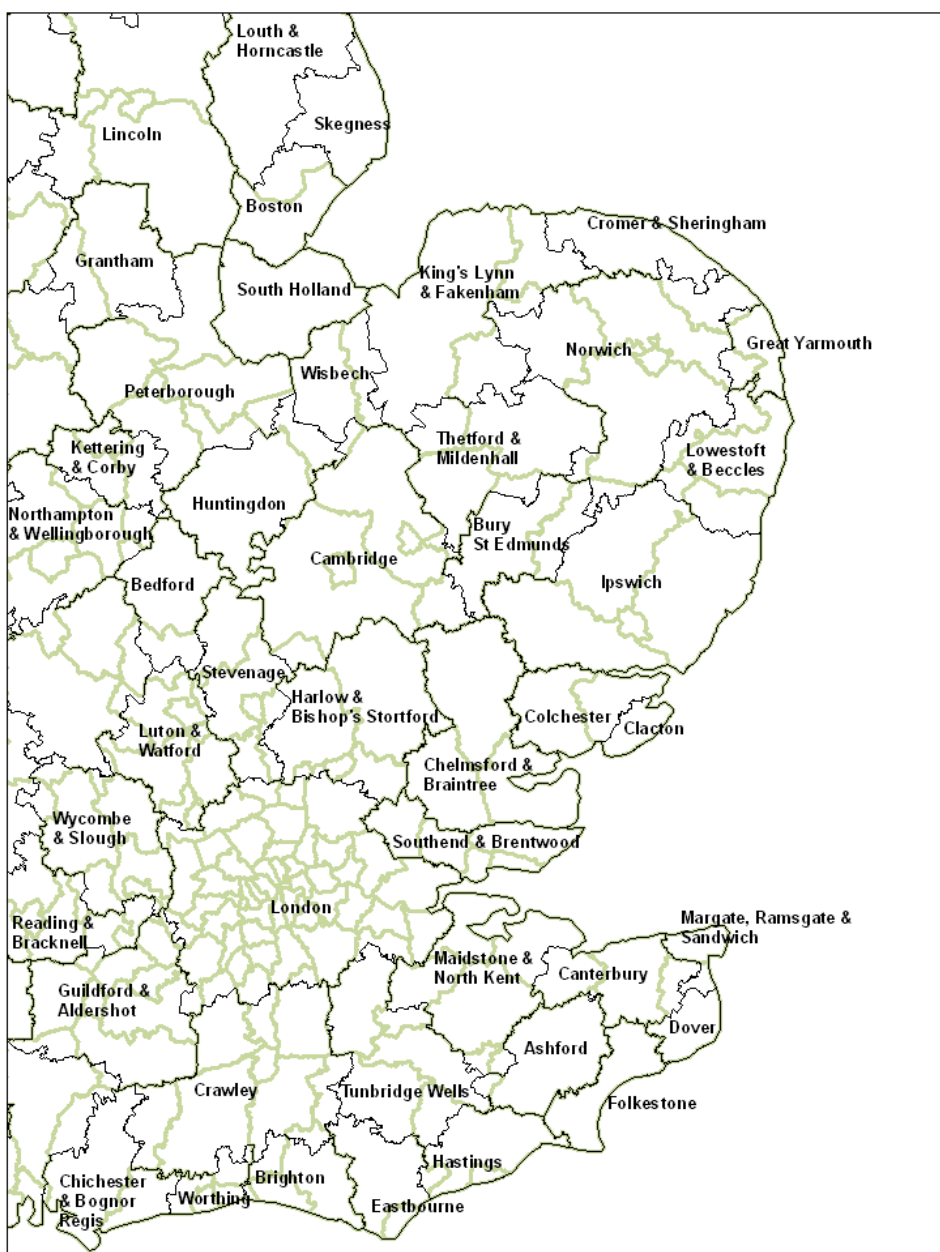 Louth &
Horncastle
Lincoln
Skegness
Boston
Cromer & Sheringham
Grantham
King's Lynn
& Fakenham
South Holland
Norwich
Great Yarmouth
Wisbech
Peterborough
Thetford &
Mildenhall
Kettering
& Corby
Lowestoft
& Beccles
Huntingdon
Northampton
& Wellingborough
Bury
St Edmunds
Cambridge
Ipswich
Bedford
Stevenage
Harlow &
Bishop's Stortford
Colchester
Clacton
Luton &
Watford
Chelmsford &
Braintree
Wycombe
& Slough
Southend & Brentwood
London
Reading &
Bracknell
Margate, Ramsgate &
Sandwich
Maidstone &
North Kent
Canterbury
Guildford &
Aldershot
Dover
Ashford
Crawley
Tunbridge Wells
Folkestone
Hastings
Chichester
& Bognor
Regis
Brighton
Worthing
Eastbourne